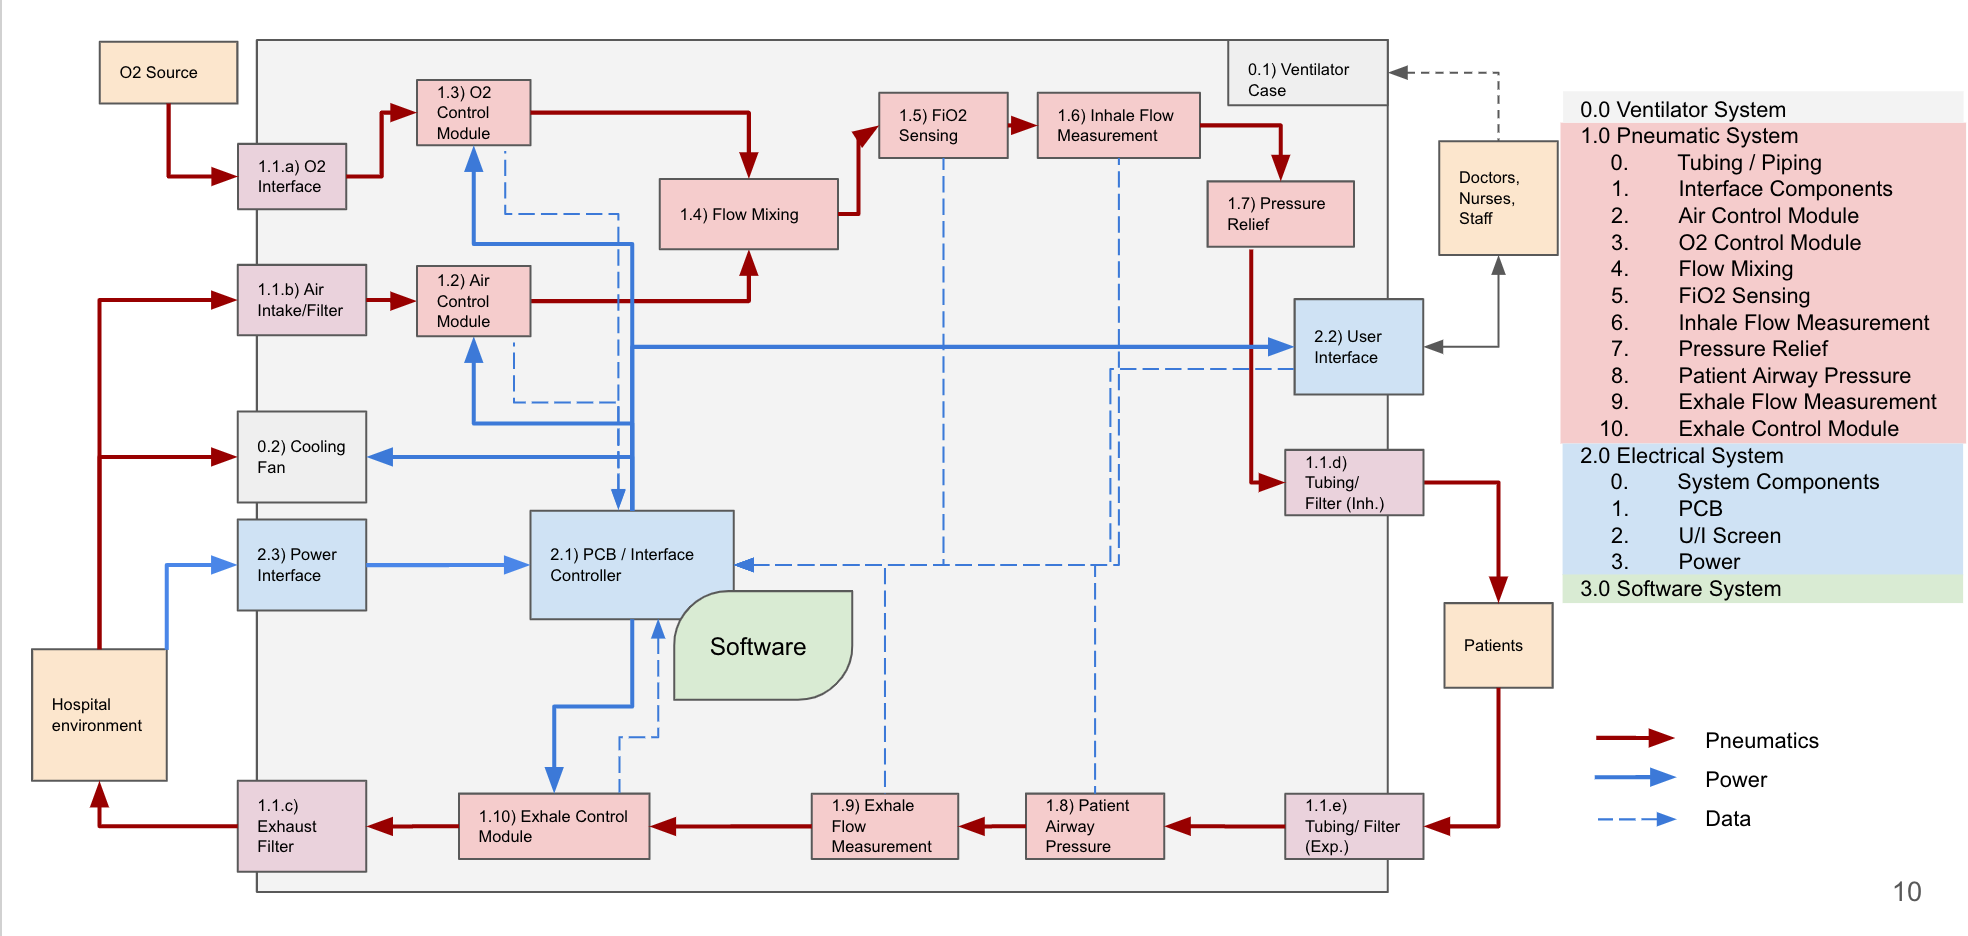 O2 Source
1.1.a) O2
Interface
1.3) O2
Control
Module
1.4) Flow Mixing
1.5) FiO2
Sensing
1.6) Inhale Flow
Measurement
0.1) Ventilator
Case
1.7) Pressure
Relief
Doctors,
Nurses,
Staff
1.1.b) Air
Intake/Filter
1.2) Air
Control
Module
2.2) User
Interface
0.2) Cooling
Fan
1.1.d)
Tubing/
Filter (Inh.)
2.3) Power
Interface
2.1) PCB / Interface
Controller
Software
Patients
Hospital
environment
1.1.c)
Exhaust
Filter
1.10) Exhale Control
Module
1.9) Exhale
Flow
Measurement
1.8) Patient
Airway
Pressure
1.1.e)
Tubing/ Filter
(Exp.)
0.0 Ventilator System
1.0 Pneumatic System
0. Tubing / Piping
1. Interface Components
2. Air Control Module
3. O2 Control Module
4. Flow Mixing
5. FiO2 Sensing
6. Inhale Flow Measurement
7. Pressure Relief
8. Patient Airway Pressure
9. Exhale Flow Measurement
10. Exhale Control Module
2.0 Electrical System
0. System Components
1. PCB
2. U/I Screen
3. Power
3.0 Software System
Pneumatics
Power
Data
10